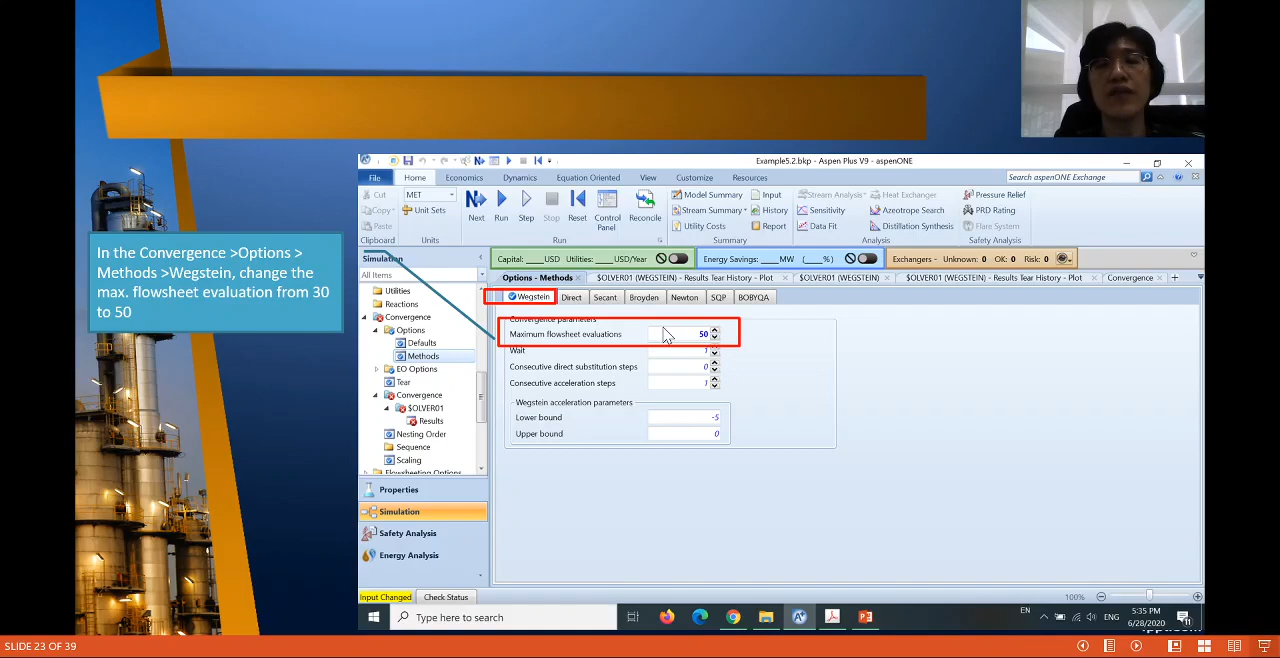 In the Convergence >Options >
Methods >Wegstein, change the
max. flowsheet evaluation from 30
to 50
Example5.2.bkp - Aspen Plus V9 - aspenONE
File Home Economics Dynamics Equation Oriented View Customize Resources
Search aspenONE Exchange
Cut
Copy
Paste
Clipboard
MET
Unit Sets
Units
Next Run Step Stop Reset Control Panel Reconcile
Run
Model Summary Input
Stream Summary History
Utility Costs Report
Summary
Stream Analysis Heat Exchanger
Sensitivity Azeotrope Search
Data Fit Distillation Synthesis
Analysis
Pressure Relief
PRD Rating
Flare System
Safety Analysis
Capital: ____USD Utilities: ____USD/Year
Energy Savings: ____MW (____%)
Exchangers - Unknown: 0 OK: 0 Risk: 0
Simulation
All Items
Utilities
Reactions
Convergence
Options
Defaults
Methods
EO Options
Tear
Convergence
$OLVER01
Results
Nesting Order
Sequence
Scaling
Flowsheeting Options
Properties
Simulation
Safety Analysis
Energy Analysis
Options - Methods $OLVER01 (WEGSTEIN) - Results Tear History - Plot $OLVER01 (WEGSTEIN) $OLVER01 (WEGSTEIN) - Results Tear History - Plot Convergence
Wegstein Direct Secant Broyden Newton SQP BOBYQA
Convergence parameters
Maximum flowsheet evaluations 50
Wait 1
Consecutive direct substitution steps 0
Consecutive acceleration steps 1
Wegstein acceleration parameters
Lower bound -5
Upper bound 0
Input Changed Check Status
100%
Type here to search
EN
ENG
5:35 PM
6/28/2020
11
SLIDE 23 OF 39